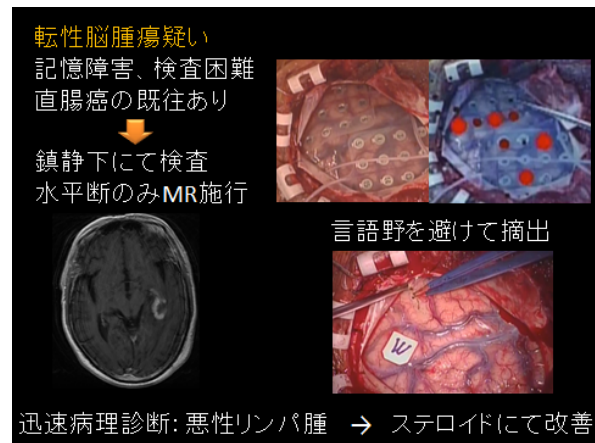 転性脳腫瘍疑い
記憶障害、検査困難
直腸癌の既往あり
鎮静下にて検査
水平断のみMR施行
言語野を避けて摘出
W
迅速病理診断: 悪性リンパ腫 → ステロイドにて改善